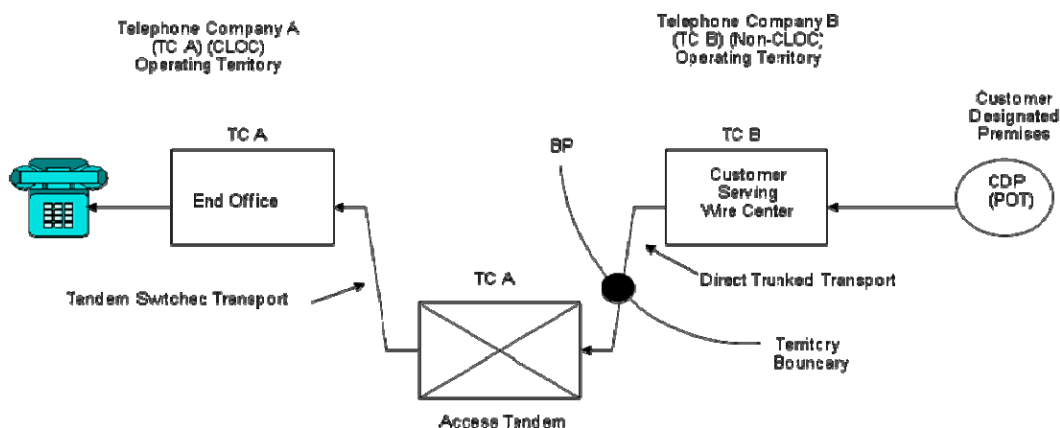 Telephone Company A
(TC A) (CLOC)
Operating Territory
Telephone Company B
(TC B) (Non-CLOC)
Operating Territory
Customer
Designated
Premises
TC A
End Office
BP
TC B
Customer
Serving
Wire Center
CDP
(POT)
Tandem Switched Transport
TC A
Direct Trunked Transport
Territory
Boundary
Access Tandem